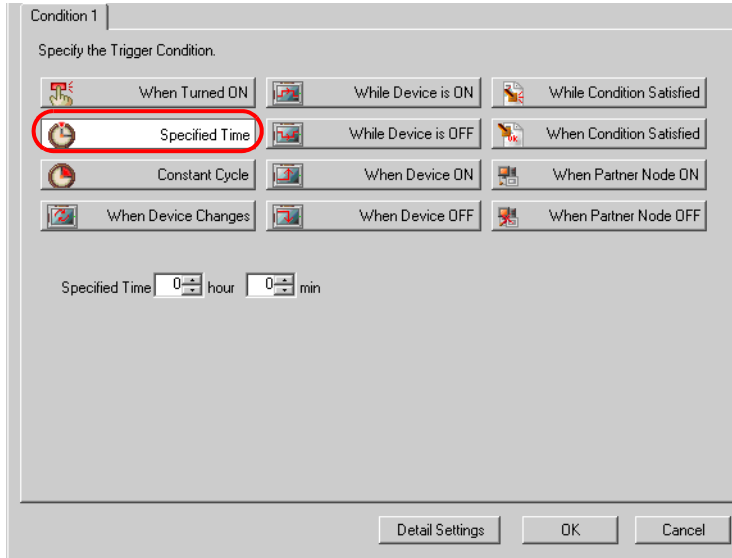 Condition 1
Specify the Trigger Condition.
When Turned ON While Device is ON While Condition Satisfied
Specified Time While Device is OFF When Condition Satisfied
Constant Cycle When Device ON When Partner Node ON
When Device Changes When Device OFF When Partner Node OFF
Specified Time 0 hour 0 min
Detail Settings OK Cancel